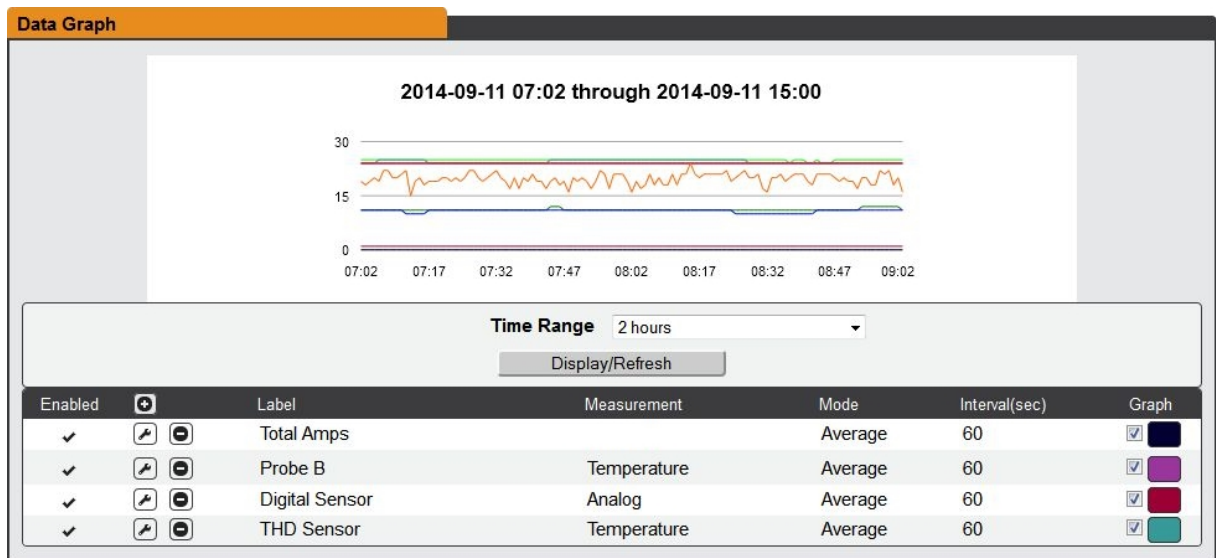 Data Graph
2014-09-11 07:02 through 2014-09-11 15:00
30
15
0
07:02 07:17 07:32 07:47 08:02 08:17 08:32 08:47 09:02
Time Range 2 hours
Display/Refresh
Enabled Label Measurement Mode Interval(sec) Graph
Total Amps Average 60
Probe B Temperature Average 60
Digital Sensor Analog Average 60
THD Sensor Temperature Average 60